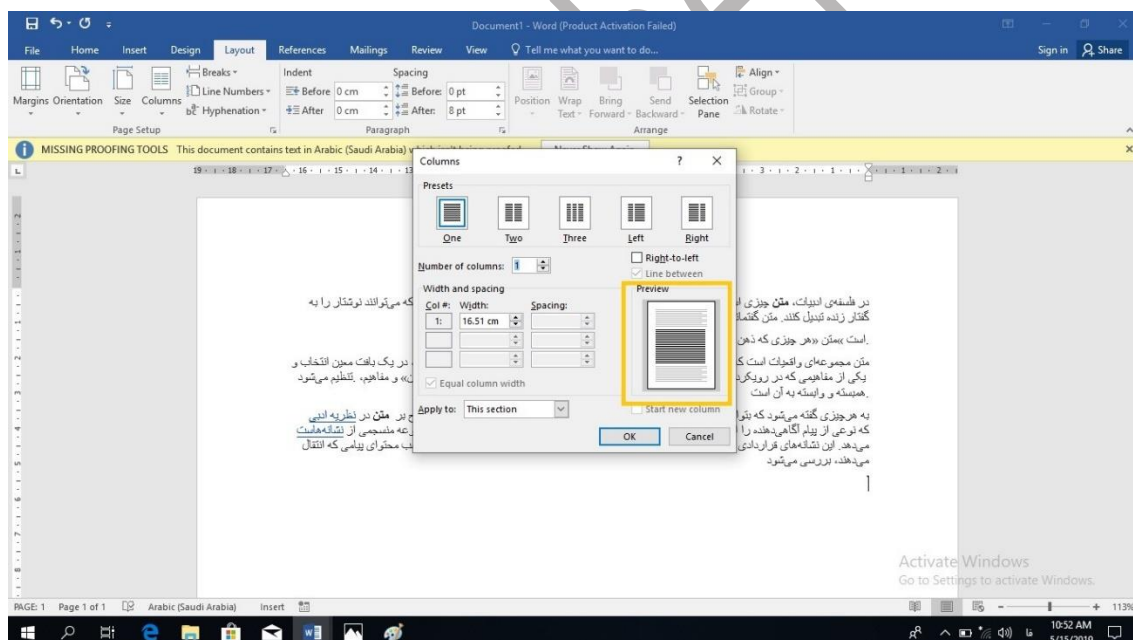 Document1 - Word (Product Activation Failed)
File Home Insert Design Layout References Mailings Review View Tell me what you want to do... Sign in Share
Margins Orientation Size Columns
Breaks
Line Numbers
Hyphenation
Page Setup
Indent Spacing
Before 0 cm Before: 0 pt
After 0 cm After: 8 pt
Paragraph
Position Wrap Text Bring Forward Send Backward Selection Pane
Align
Group
Rotate
Arrange
MISSING PROOFING TOOLS This document contains text in Arabic (Saudi Arabia)
Columns ? X
Presets
One Two Three Left Right
Number of columns: 1
Right-to-left
Line between
Width and spacing
Col #: Width: Spacing:
1: 16.51 cm
Equal column width
Preview
Apply to: This section
Start new column
OK Cancel
در فلسفه‌ی ادبیات، متن چیزی
که می‌توانند نوشتار را به
گفتار زنده تبدیل کنند. متن
.است »متن «هر چیزی که ذهن
متن مجموعه‌ای واقعیات است
در یک بافت معین انتخاب و
یکی از مفاهیمی که در
و مفاهیم، تنظیم می‌شود
.همبسته و وابسته به آن است
به هرچیزی گفته می‌شود که
بر متن در نظریه ادبی
که نوعی از پیام آگاهی‌دهنده را
منسجمی از نشانه‌هاست
می‌دهد. این نشانه‌های قراردادی
محتوای پیامی که انتقال
می‌دهند، بررسی می‌شود
Activate Windows
Go to Settings to activate Windows.
PAGE: 1 Page 1 of 1 Arabic (Saudi Arabia) Insert 113%
10:52 AM
5/15/2019